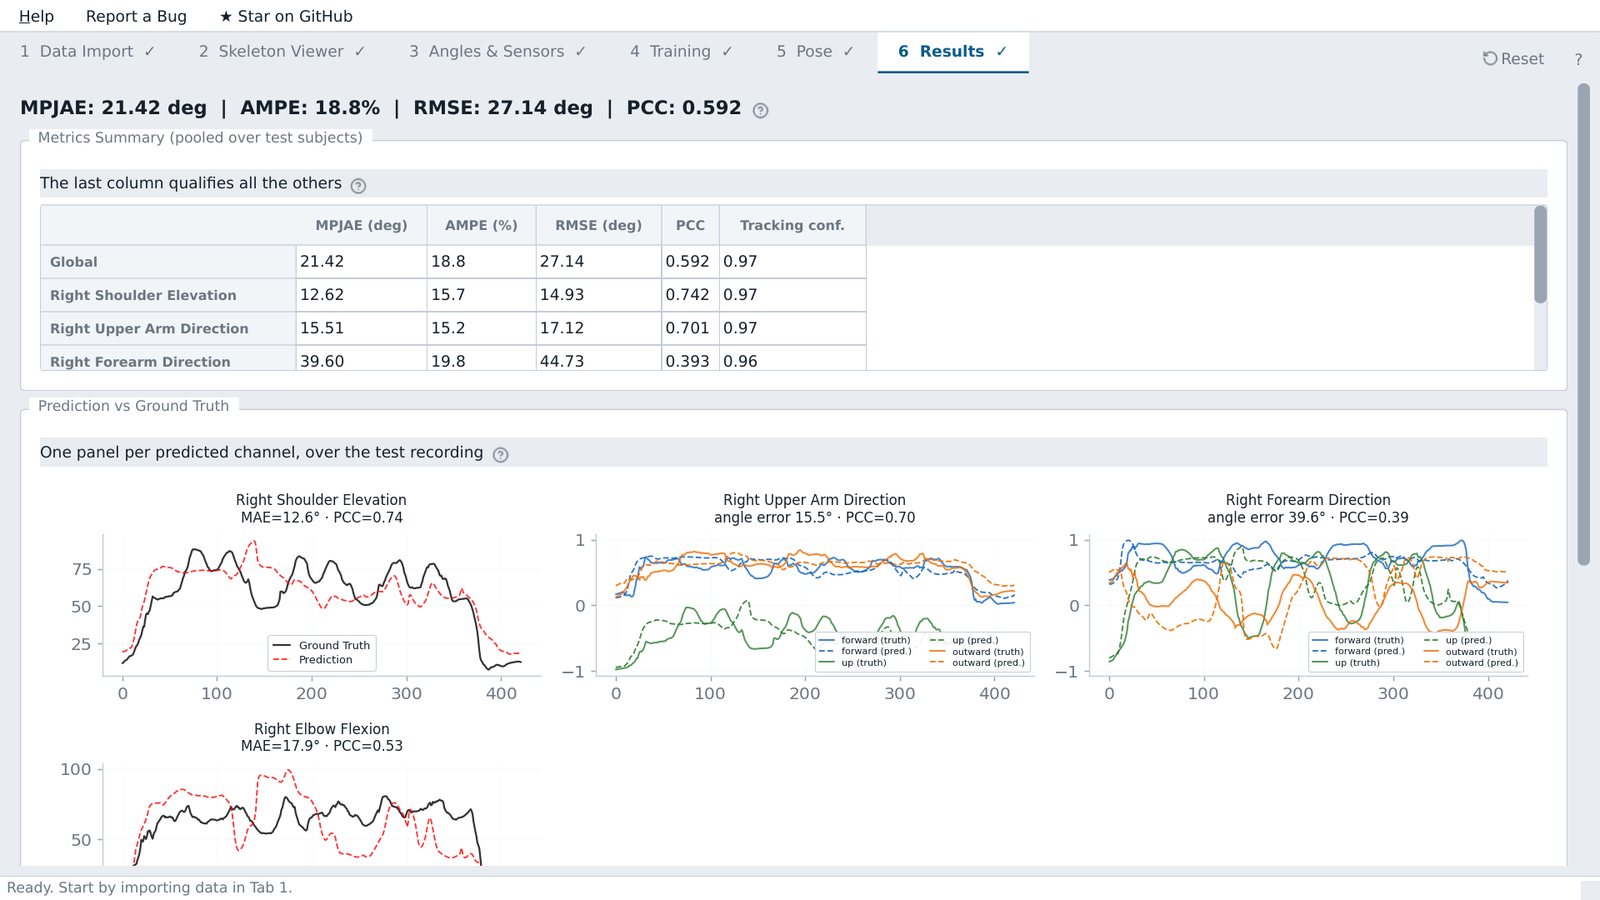 Help Report a Bug ★ Star on GitHub
1 Data Import ✓ 2 Skeleton Viewer ✓ 3 Angles & Sensors ✓ 4 Training ✓ 5 Pose ✓ 6 Results ✓ Reset ?
MPJAE: 21.42 deg | AMPE: 18.8% | RMSE: 27.14 deg | PCC: 0.592 ?
Metrics Summary (pooled over test subjects)
The last column qualifies all the others ?
MPJAE (deg) AMPE (%) RMSE (deg) PCC Tracking conf.
Global 21.42 18.8 27.14 0.592 0.97
Right Shoulder Elevation 12.62 15.7 14.93 0.742 0.97
Right Upper Arm Direction 15.51 15.2 17.12 0.701 0.97
Right Forearm Direction 39.60 19.8 44.73 0.393 0.96
Prediction vs Ground Truth
One panel per predicted channel, over the test recording ?
Right Shoulder Elevation
MAE=12.6° · PCC=0.74
75
50
25
Ground Truth
Prediction
0 100 200 300 400
Right Upper Arm Direction
angle error 15.5° · PCC=0.70
1
0
−1
forward (truth) up (pred.)
forward (pred.) outward (truth)
up (truth) outward (pred.)
0 100 200 300 400
Right Forearm Direction
angle error 39.6° · PCC=0.39
1
0
−1
forward (truth) up (pred.)
forward (pred.) outward (truth)
up (truth) outward (pred.)
0 100 200 300 400
Right Elbow Flexion
MAE=17.9° · PCC=0.53
100
50
Ready. Start by importing data in Tab 1.